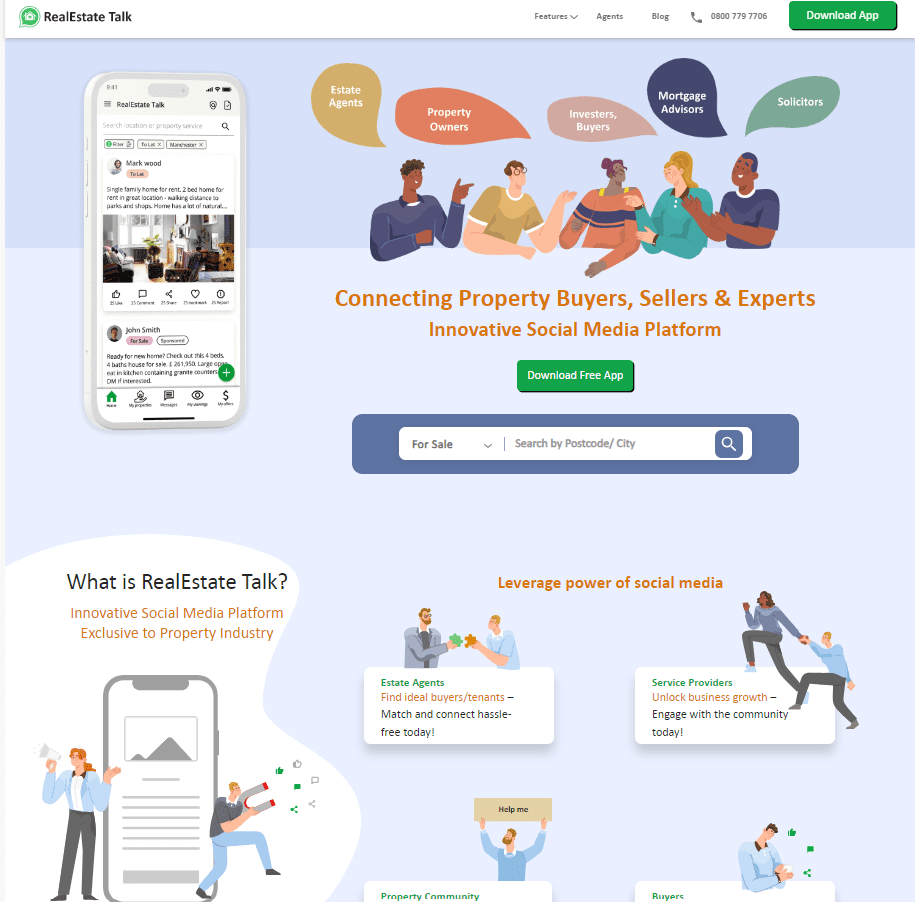 RealEstate Talk
Features
Agents
Blog
0800 779 7706
Download App
Estate
Agents
Property
Owners
Investers,
Buyers
Mortgage
Advisors
Solicitors
9:41
RealEstate Talk
Search location or property service
Filter
To Let X
Manchester X
Mark wood
To Let
Single family home for rent. 2 bed home for
rent in great location - walking distance to
parks and shops. Home has a lot of natural...
25 Like
25 Comment
25 Share
25 bookmark
25 Report
John Smith
For Sale
Sponsored
Ready for new home? Check out this 4 beds,
4 baths house for sale. £ 261,950. Large open
eat in kitchen containing granite counters.
DM if interested.
Home
My properties
Messages
My viewings
My offers
Connecting Property Buyers, Sellers & Experts
Innovative Social Media Platform
Download Free App
For Sale
Search by Postcode/ City
What is RealEstate Talk?
Innovative Social Media Platform
Exclusive to Property Industry
Leverage power of social media
Estate Agents
Find ideal buyers/tenants –
Match and connect hassle-
free today!
Service Providers
Unlock business growth –
Engage with the community
today!
Help me
Property Community
Buyers